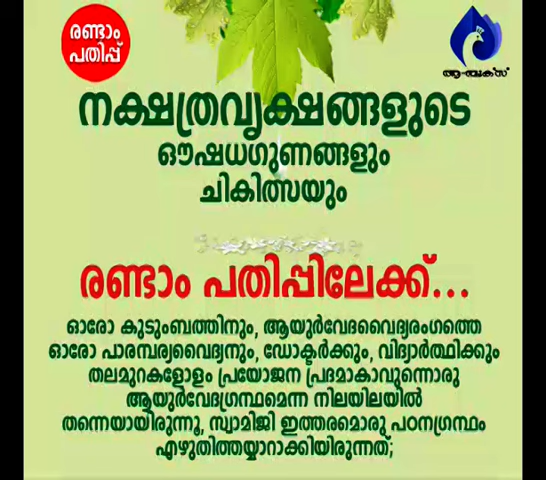 രണ്ടാം
പതിപ്പ്
നക്ഷത്രവൃക്ഷങ്ങളുടെ
ഔഷധഗുണങ്ങളും
ചികിത്സയും
രണ്ടാം പതിപ്പിലേക്ക്...
ഓരോ കുടുംബത്തിനും, ആയുർവേദവൈദ്യരംഗത്തെ
ഓരോ പാരമ്പര്യവൈദ്യനും, ഡോക്ടർക്കും, വിദ്യാർത്ഥിക്കും
തലമുറകളോളം പ്രയോജന പ്രദമാകാവുന്നൊരു
ആയുർവേദഗ്രന്ഥമെന്ന നിലയിലയിൽ
തന്നെയായിരുന്നൂ, സ്വാമിജി ഇത്തരമൊരു പഠനഗ്രന്ഥം
എഴുതിത്തയ്യാറാക്കിയിരുന്നത്;